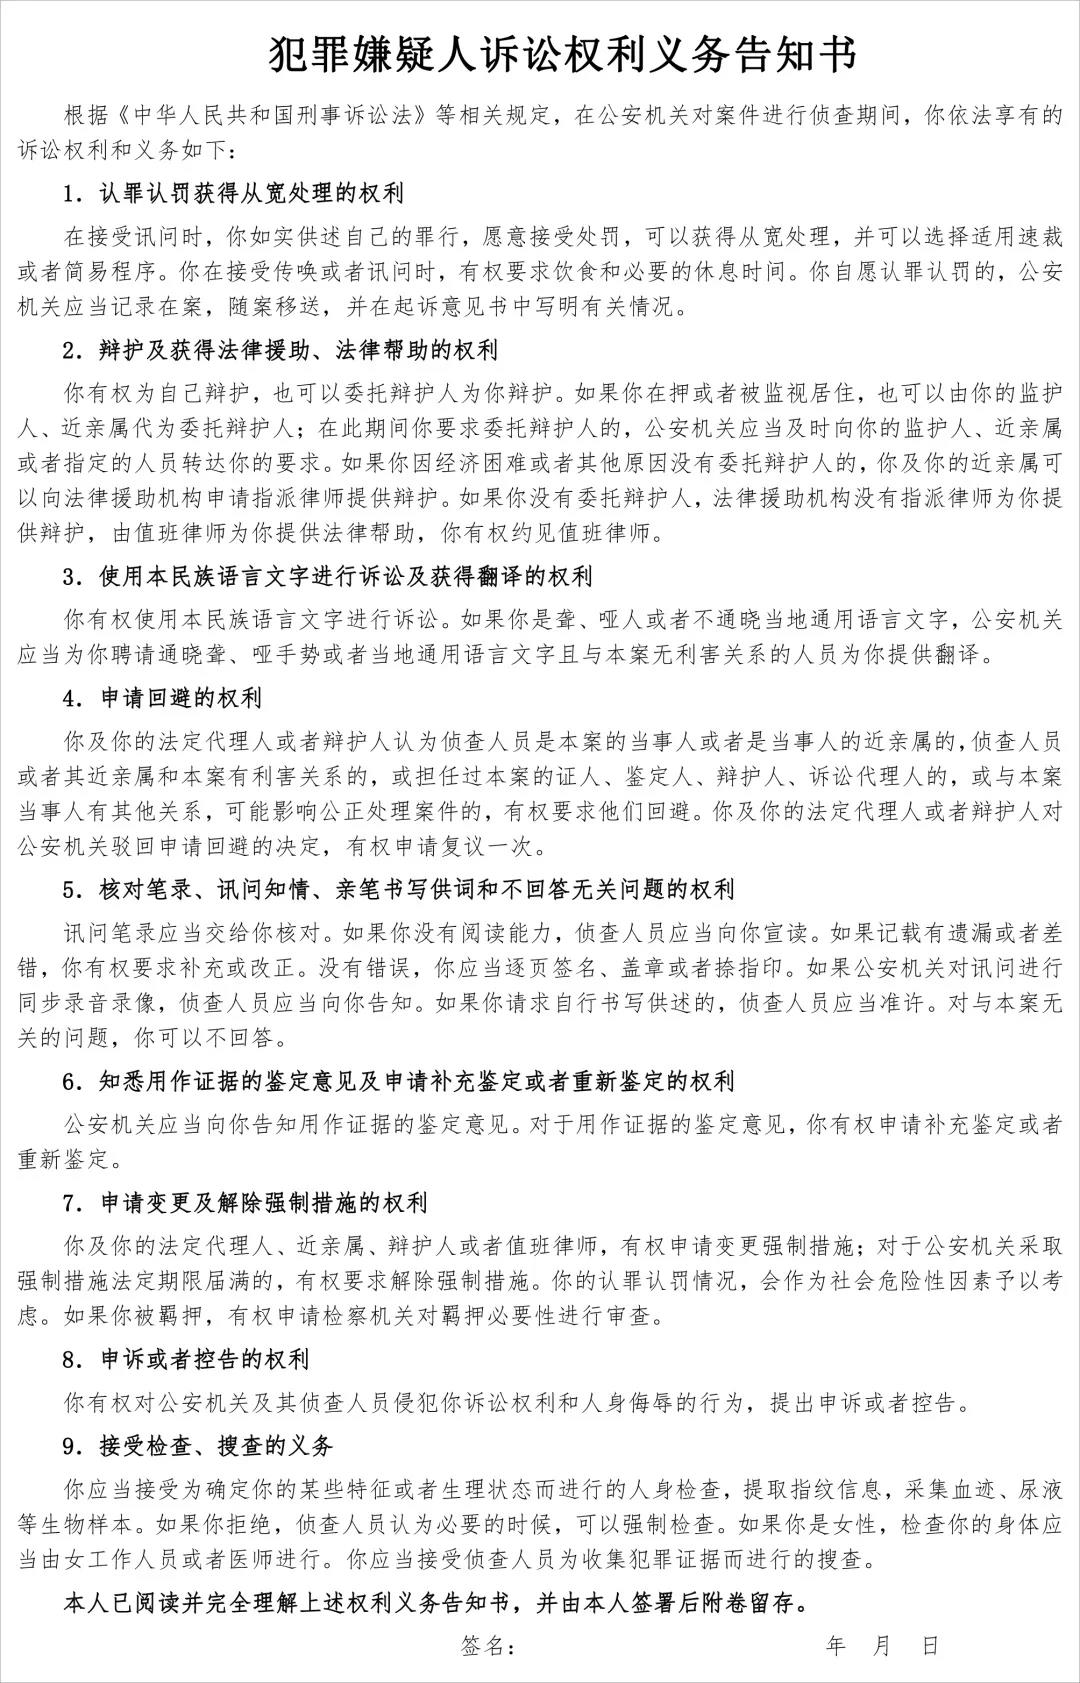 犯罪嫌疑人诉讼权利义务告知书
根据《中华人民共和国刑事诉讼法》等相关规定，在公安机关对案件进行侦查期间，你依法享有的
诉讼权利和义务如下：
1．认罪认罚获得从宽处理的权利
在接受讯问时，你如实供述自己的罪行，愿意接受处罚，可以获得从宽处理，并可以选择适用速裁
或者简易程序。你在接受传唤或者讯问时，有权要求饮食和必要的休息时间。你自愿认罪认罚的，公安
机关应当记录在案，随案移送，并在起诉意见书中写明有关情况。
2．辩护及获得法律援助、法律帮助的权利
你有权为自己辩护，也可以委托辩护人为你辩护。如果你在押或者被监视居住，也可以由你的监护
人、近亲属代为委托辩护人；在此期间你要求委托辩护人的，公安机关应当及时向你的监护人、近亲属
或者指定的人员转达你的要求。如果你因经济困难或者其他原因没有委托辩护人的，你及你的近亲属可
以向法律援助机构申请指派律师提供辩护。如果你没有委托辩护人，法律援助机构没有指派律师为你提
供辩护，由值班律师为你提供法律帮助，你有权约见值班律师。
3．使用本民族语言文字进行诉讼及获得翻译的权利
你有权使用本民族语言文字进行诉讼。如果你是聋、哑人或者不通晓当地通用语言文字，公安机关
应当为你聘请通晓聋、哑手势或者当地通用语言文字且与本案无利害关系的人员为你提供翻译。
4．申请回避的权利
你及你的法定代理人或者辩护人认为侦查人员是本案的当事人或者是当事人的近亲属的，侦查人员
或者其近亲属和本案有利害关系的，或担任过本案的证人、鉴定人、辩护人、诉讼代理人的，或与本案
当事人有其他关系，可能影响公正处理案件的，有权要求他们回避。你及你的法定代理人或者辩护人对
公安机关驳回申请回避的决定，有权申请复议一次。
5．核对笔录、讯问知情、亲笔书写供词和不回答无关问题的权利
讯问笔录应当交给你核对。如果你没有阅读能力，侦查人员应当向你宣读。如果记载有遗漏或者差
错，你有权要求补充或改正。没有错误，你应当逐页签名、盖章或者捺指印。如果公安机关对讯问进行
同步录音录像，侦查人员应当向你告知。如果你请求自行书写供述的，侦查人员应当准许。对与本案无
关的问题，你可以不回答。
6．知悉用作证据的鉴定意见及申请补充鉴定或者重新鉴定的权利
公安机关应当向你告知用作证据的鉴定意见。对于用作证据的鉴定意见，你有权申请补充鉴定或者
重新鉴定。
7．申请变更及解除强制措施的权利
你及你的法定代理人、近亲属、辩护人或者值班律师，有权申请变更强制措施；对于公安机关采取
强制措施法定期限届满的，有权要求解除强制措施。你的认罪认罚情况，会作为社会危险性因素予以考
虑。如果你被羁押，有权申请检察机关对羁押必要性进行审查。
8．申诉或者控告的权利
你有权对公安机关及其侦查人员侵犯你诉讼权利和人身侮辱的行为，提出申诉或者控告。
9．接受检查、搜查的义务
你应当接受为确定你的某些特征或者生理状态而进行的人身检查，提取指纹信息，采集血迹、尿液
等生物样本。如果你拒绝，侦查人员认为必要的时候，可以强制检查。如果你是女性，检查你的身体应
当由女工作人员或者医师进行。你应当接受侦查人员为收集犯罪证据而进行的搜查。
本人已阅读并完全理解上述权利义务告知书，并由本人签署后附卷留存。
签名： 年 月 日